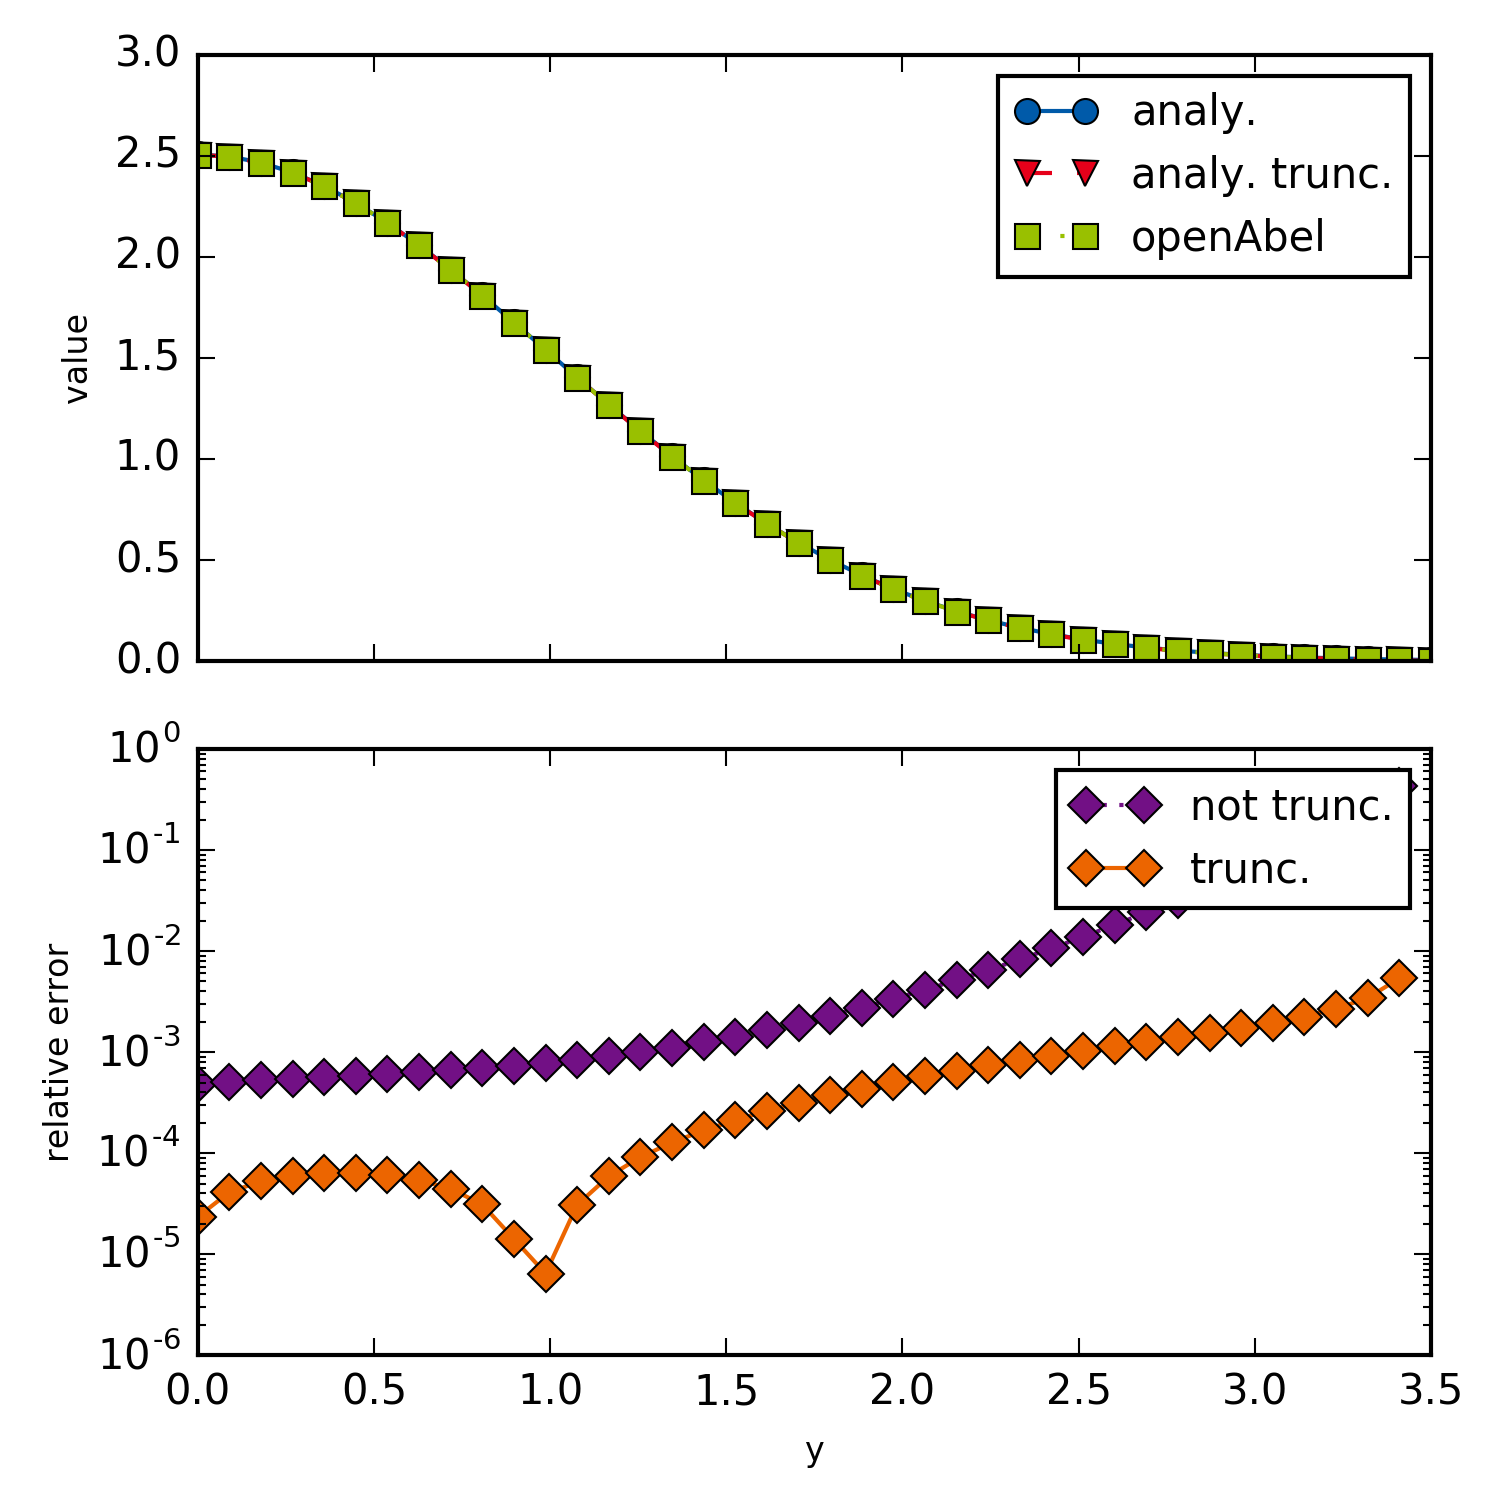 3.0
2.5
2.0
1.5
1.0
0.5
0.0
value
analy.
analy. trunc.
openAbel
10^0
10^-1
10^-2
10^-3
10^-4
10^-5
10^-6
relative error
not trunc.
trunc.
0.0 0.5 1.0 1.5 2.0 2.5 3.0 3.5
y